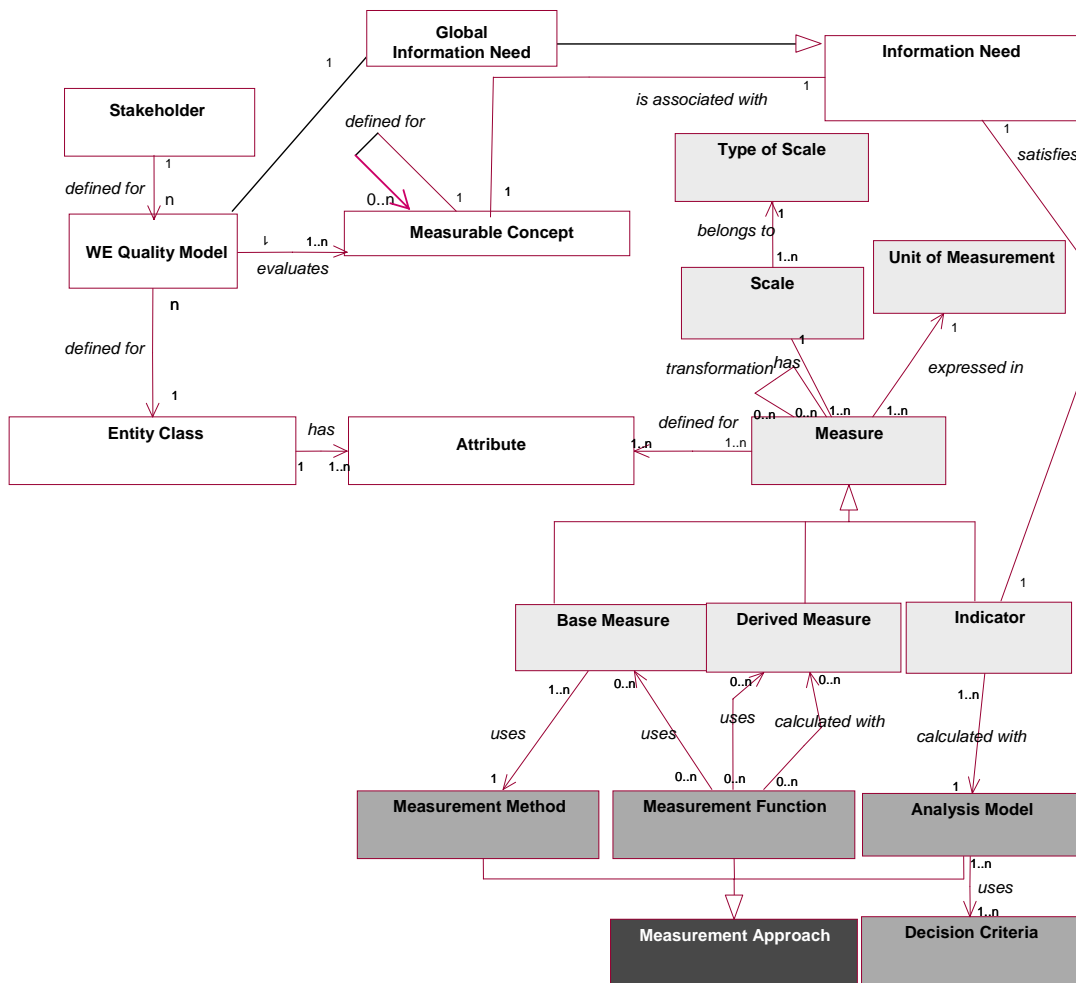 Global
Information Need
Information Need
1
1
1
is associated with
Stakeholder
defined for
Type of Scale
1
satisfies
1
defined for
n
0..n
1
1
1
belongs to
1..n
WE Quality Model
1
1..n
evaluates
Measurable Concept
Unit of Measurement
Scale
n
defined for
1
1
1
transformation
has
expressed in
0..n
0..n
1..n
1..n
Entity Class
has
1
1..n
Attribute
defined for
1..n
1..n
Measure
1
Base Measure
Derived Measure
Indicator
1..n
0..n
0..n
0..n
1..n
uses
uses
uses
calculated with
calculated with
1
0..n
0..n
0..n
1
Measurement Method
Measurement Function
Analysis Model
1..n
uses
1..n
Measurement Approach
Decision Criteria